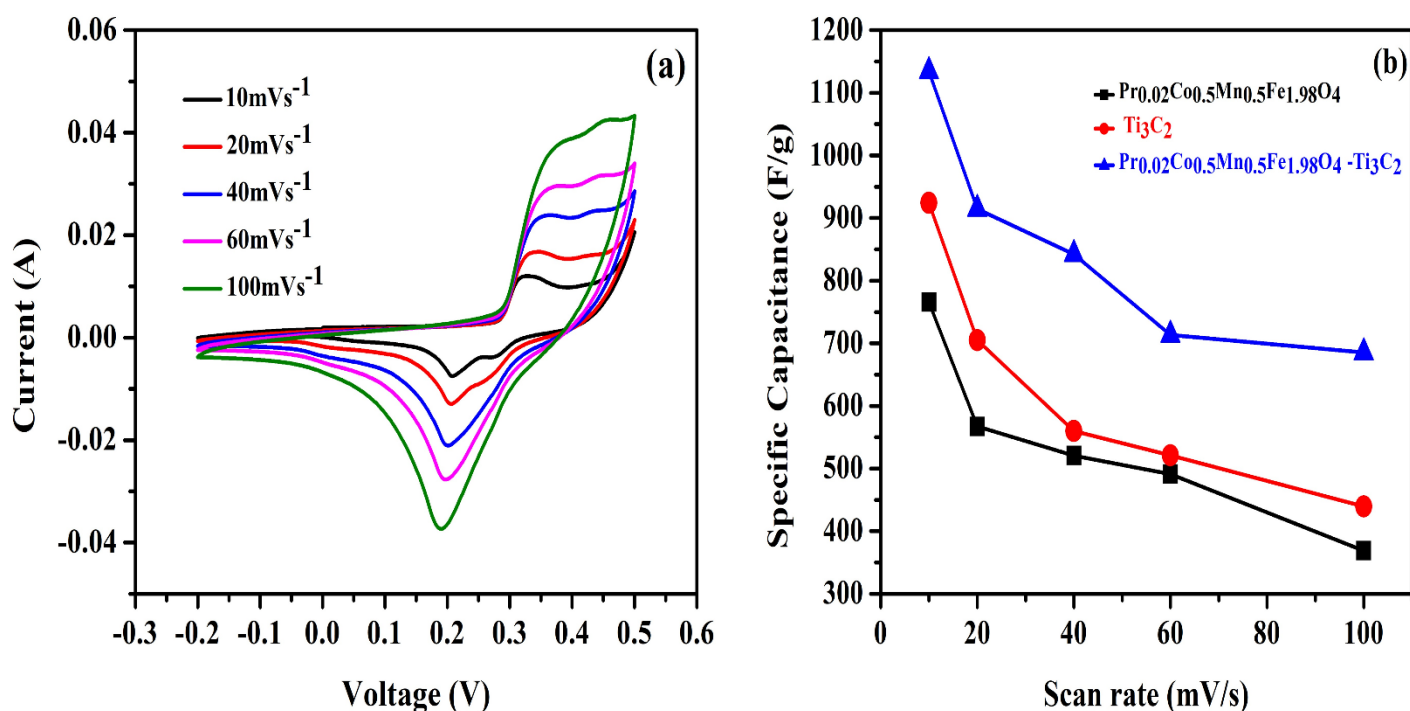 (a)
10mVs⁻¹
20mVs⁻¹
40mVs⁻¹
60mVs⁻¹
100mVs⁻¹
0.06
0.04
0.02
0.00
-0.02
-0.04
Current (A)
-0.3 -0.2 -0.1 0.0 0.1 0.2 0.3 0.4 0.5 0.6
Voltage (V)
(b)
Pr₀.₀₂Co₀.₅Mn₀.₅Fe₁.₉₈O₄
Ti₃C₂
Pr₀.₀₂Co₀.₅Mn₀.₅Fe₁.₉₈O₄ -Ti₃C₂
1200
1100
1000
900
800
700
600
500
400
300
Specific Capacitance (F/g)
0 20 40 60 80 100
Scan rate (mV/s)